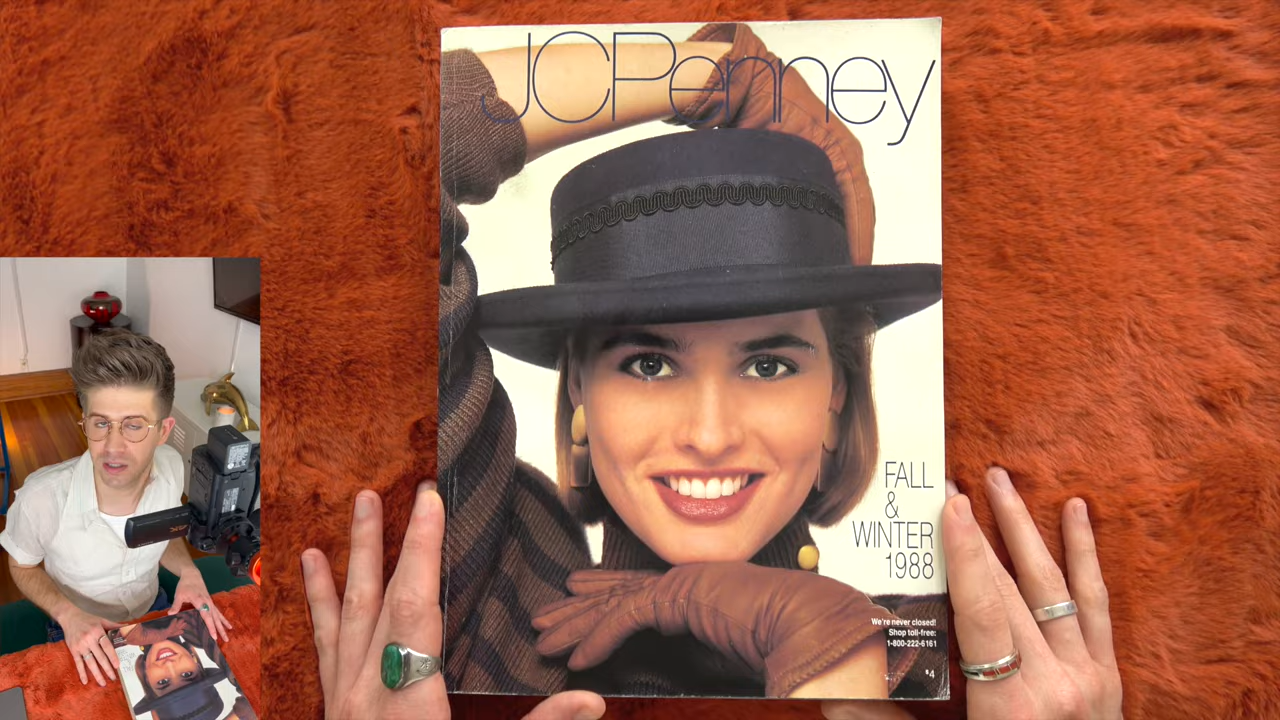 JCPenney
FALL
&
WINTER
1988
We're never closed!
Shop toll-free:
1-800-222-6161
$4